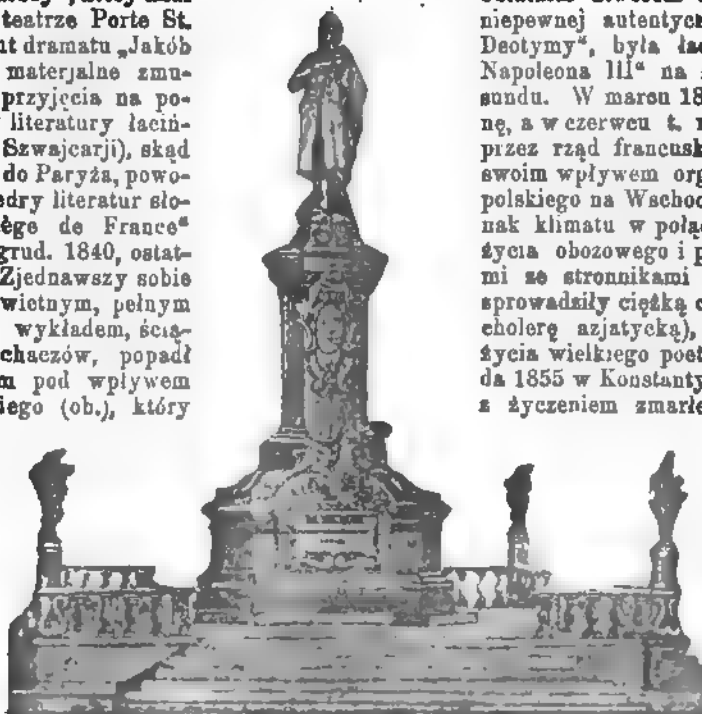 teatrze Porte St.
nt dramatu „Jakób
materjalne zmu-
przyjęcia na po-
literatury łaciń-
Szwajcarji), skąd
do Paryża, powo-
edry literatur sło-
ège de France“
grud. 1840, ostat-
Zjednawszy sobie
wietnym, pełnym
wykładem, ścią-
chaczów, popadł
m pod wpływem
iego (ob.), który
niepewnej autentycz
Deotymy“, była łac
Napoleona III“ na
sundu. W marcu 18
nę, a w czerwcu t. r
przez rząd francusk
swoim wpływem org
polskiego na Wschod
nak klimatu w połąc
życia obozowego i p
mi ze stronnikami
sprowadziły ciężką c
cholerę azjatycką),
życia wielkiego poet
da 1855 w Konstanty
z życzeniem zmarłe